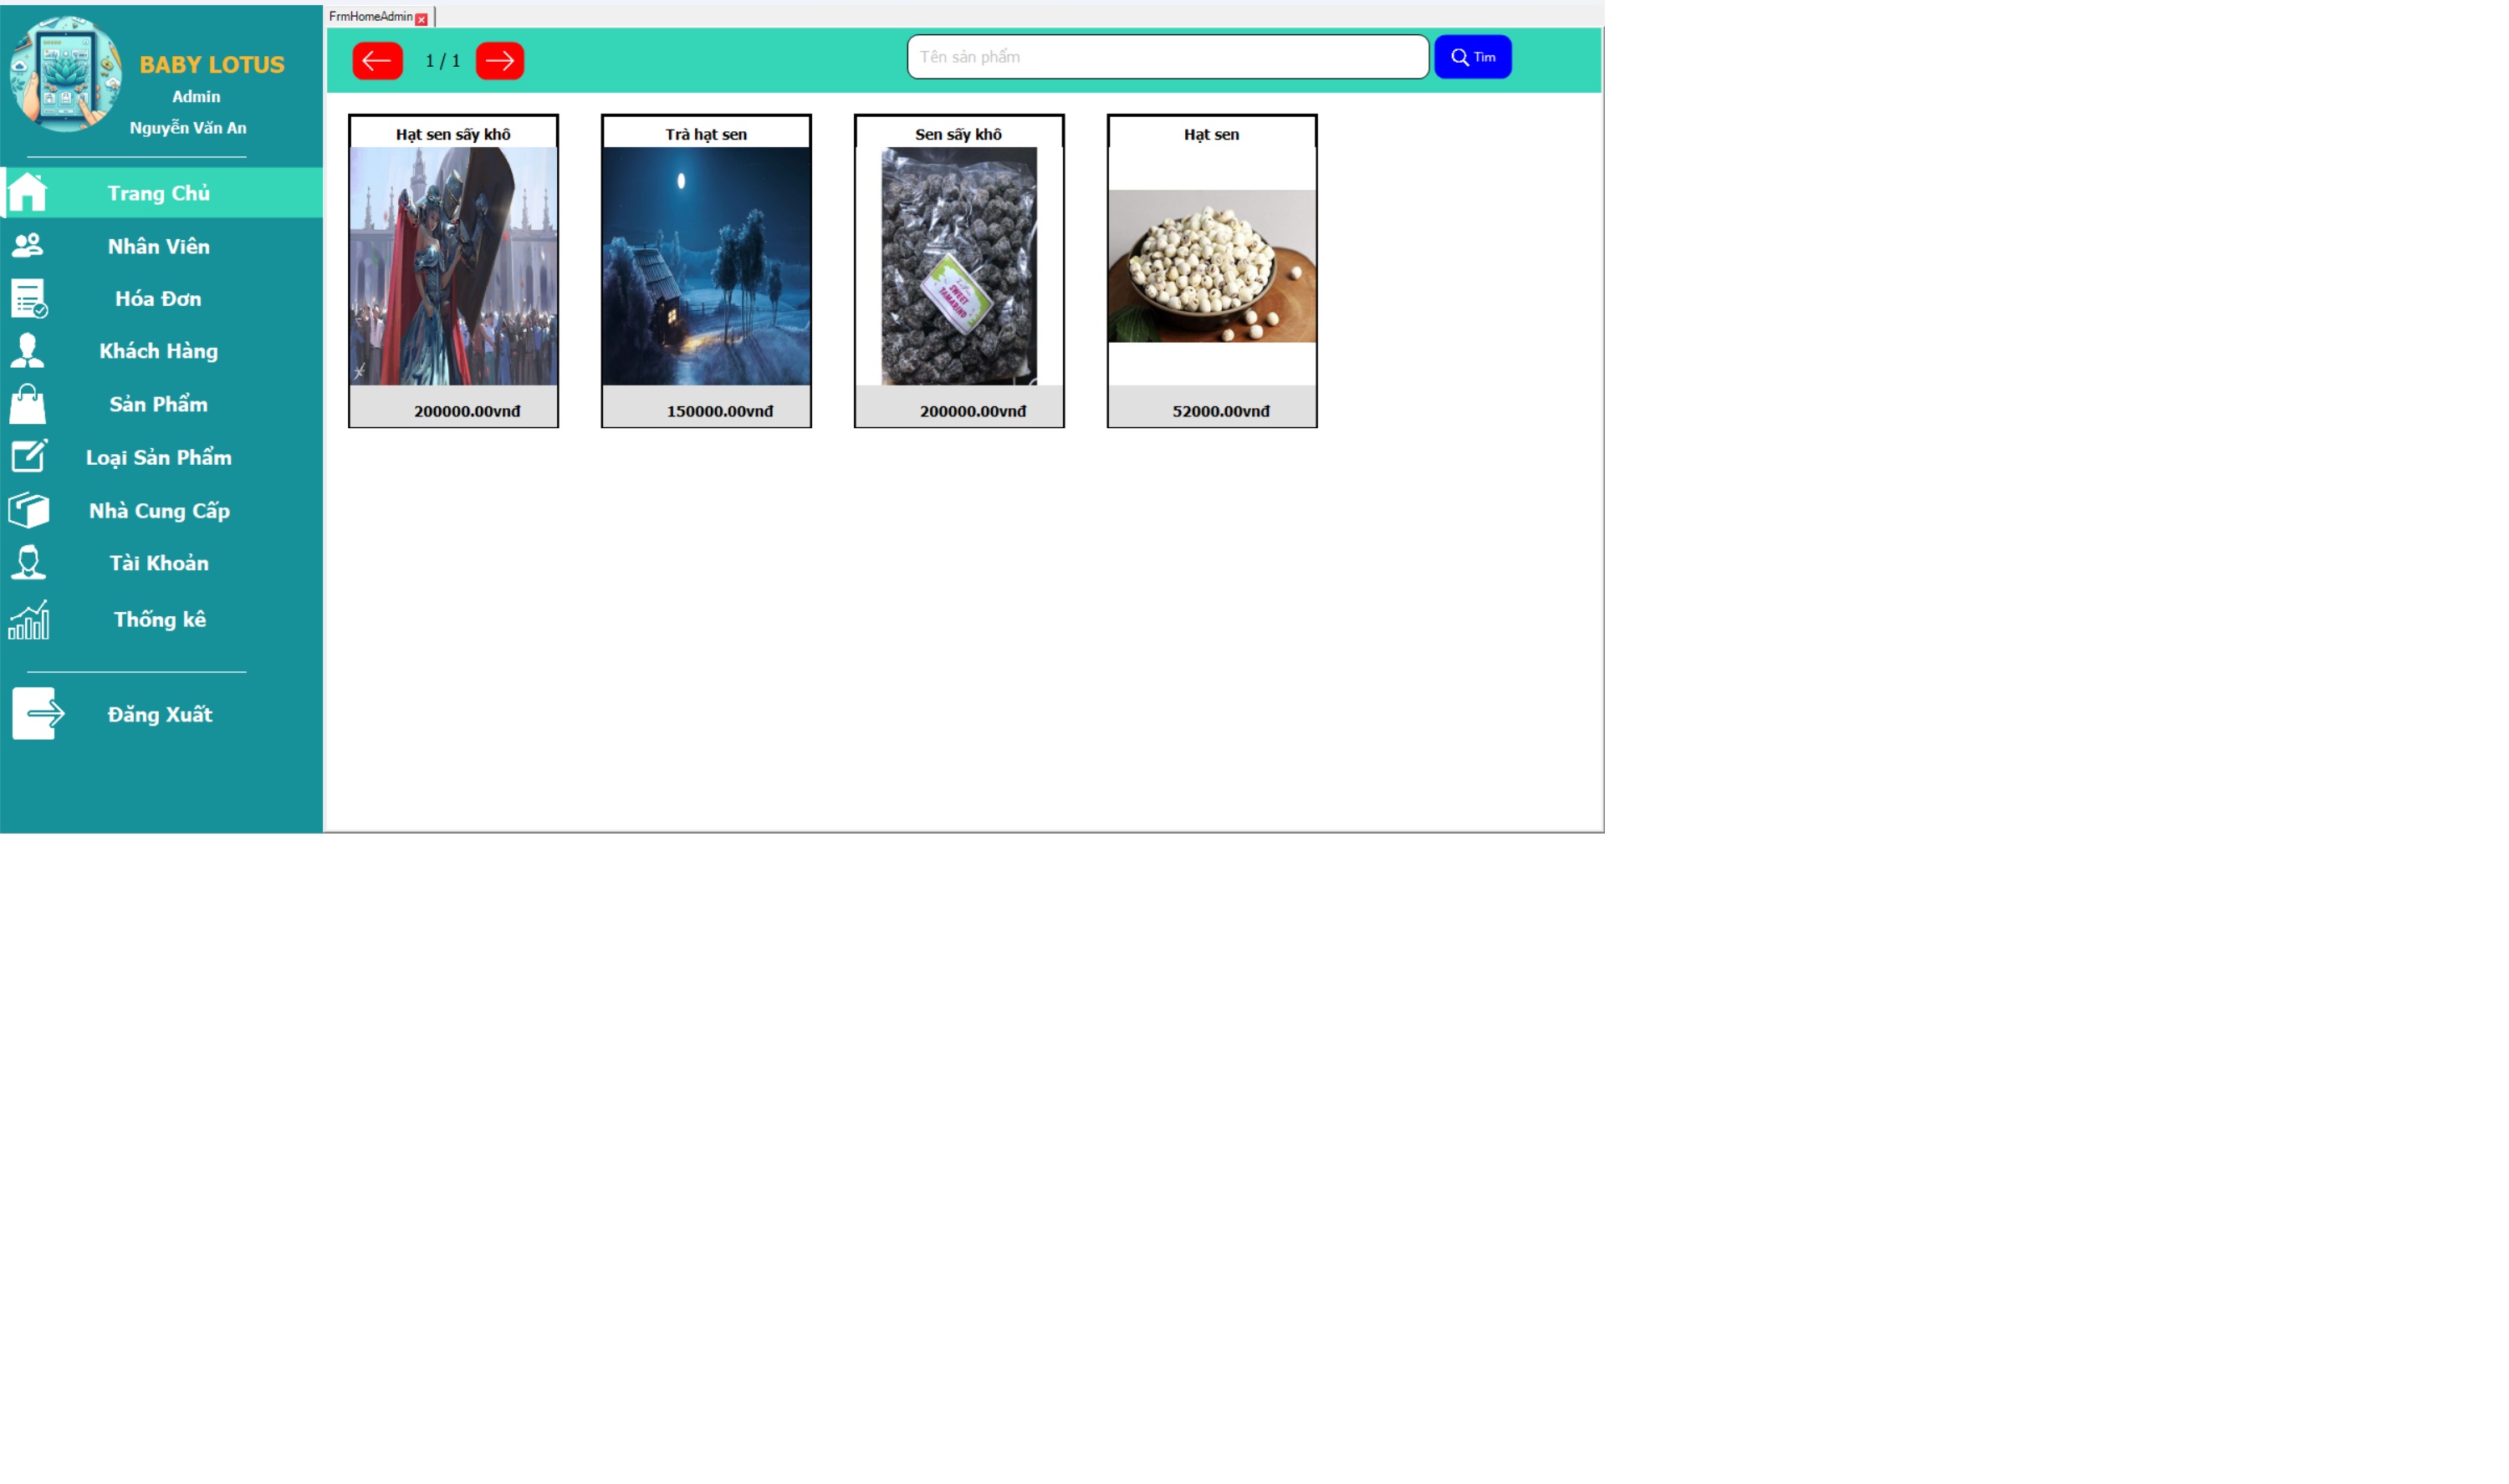 FrmHomeAdmin
BABY LOTUS
Admin
Nguyễn Văn An
Trang Chủ
Nhân Viên
Hóa Đơn
Khách Hàng
Sản Phẩm
Loại Sản Phẩm
Nhà Cung Cấp
Tài Khoản
Thống kê
Đăng Xuất
1 / 1
Tên sản phẩm
Tìm
Hạt sen sấy khô
200000.00vnđ
Trà hạt sen
150000.00vnđ
Sen sấy khô
SWEET
TAMARIND
200000.00vnđ
Hạt sen
52000.00vnđ